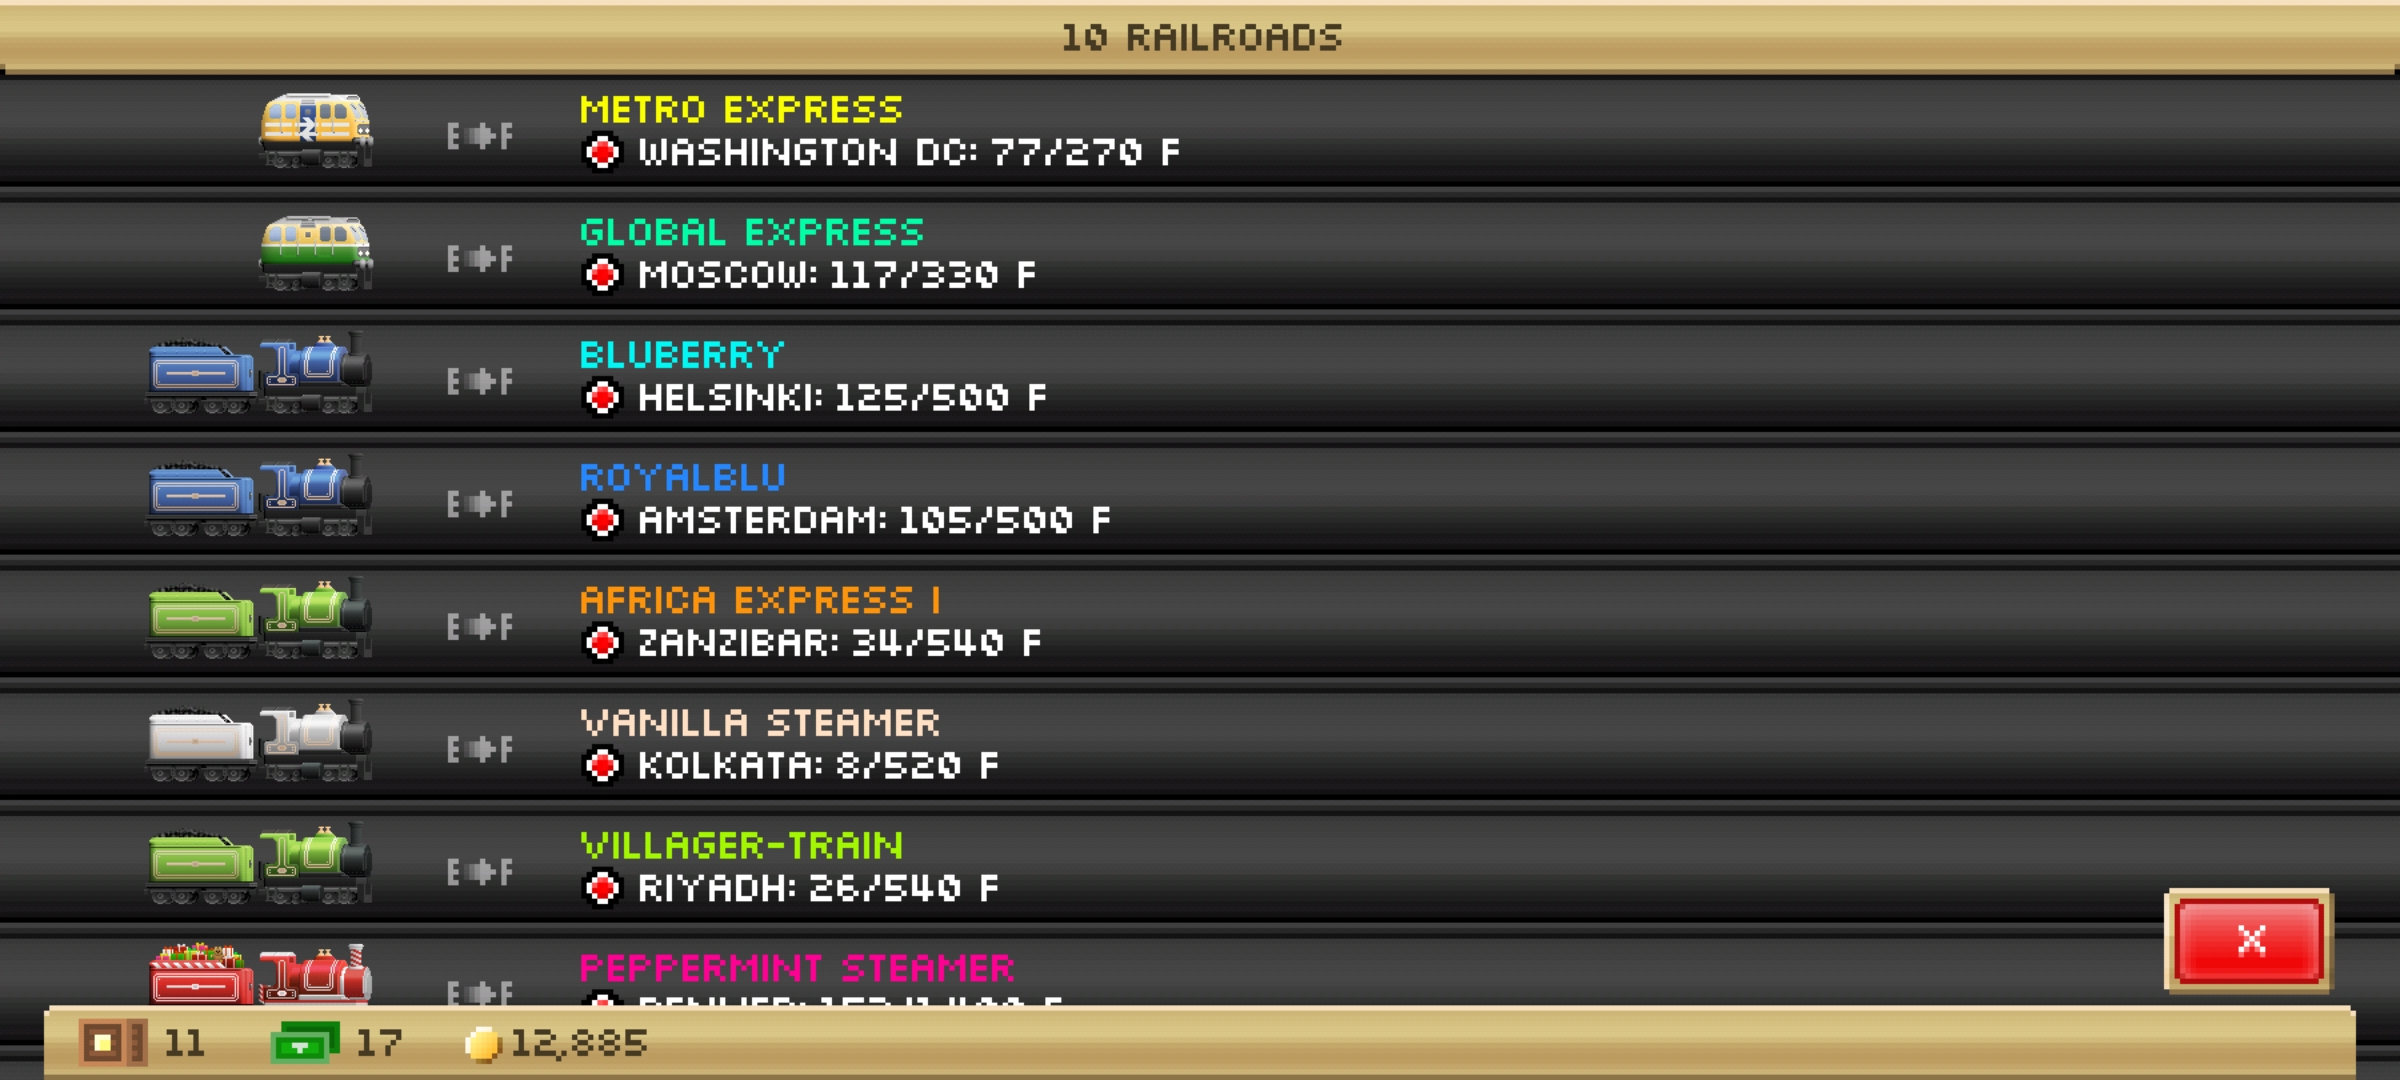 10 RAILROADS
E F
METRO EXPRESS
WASHINGTON DC: 77/270 F
E F
GLOBAL EXPRESS
MOSCOW: 117/330 F
E F
BLUBERRY
HELSINKI: 125/500 F
E F
ROYALBLU
AMSTERDAM: 105/500 F
E F
AFRICA EXPRESS I
ZANZIBAR: 34/540 F
E F
VANILLA STEAMER
KOLKATA: 8/520 F
E F
VILLAGER-TRAIN
RIYADH: 26/540 F
E F
PEPPERMINT STEAMER
X
11
17
12,885